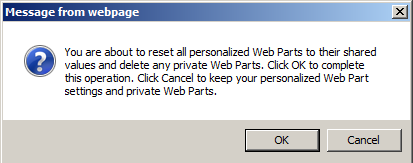 Message from webpage
You are about to reset all personalized Web Parts to their shared
values and delete any private Web Parts. Click OK to complete
this operation. Click Cancel to keep your personalized Web Part
settings and private Web Parts.
OK
Cancel